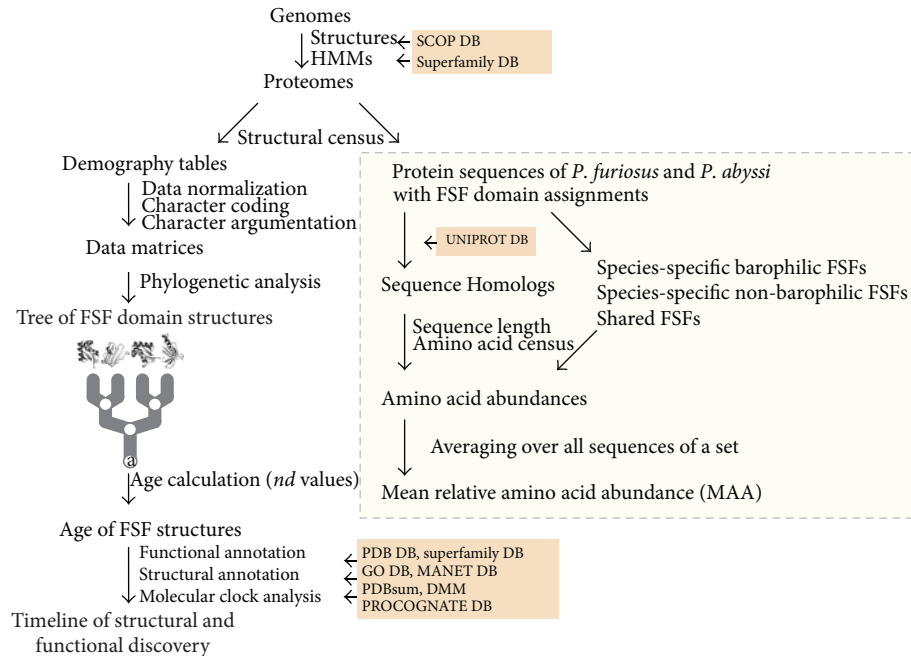 Genomes
Structures
HMMs
SCOP DB
Superfamily DB
Proteomes
Structural census
Demography tables
Data normalization
Character coding
Character argumentation
Data matrices
Phylogenetic analysis
Tree of FSF domain structures
a
Age calculation (nd values)
Age of FSF structures
Functional annotation
Structural annotation
Molecular clock analysis
PDB DB, superfamily DB
GO DB, MANET DB
PDBsum, DMM
PROCOGNATE DB
Timeline of structural and
functional discovery
Protein sequences of P. furiosus and P. abyssi
with FSF domain assignments
UNIPROT DB
Sequence Homologs
Species-specific barophilic FSFs
Species-specific non-barophilic FSFs
Shared FSFs
Sequence length
Amino acid census
Amino acid abundances
Averaging over all sequences of a set
Mean relative amino acid abundance (MAA)